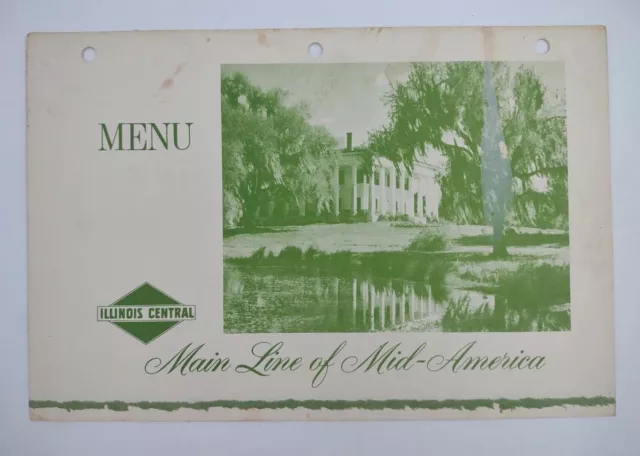 MENU
ILLINOIS CENTRAL
Main Line of Mid-America